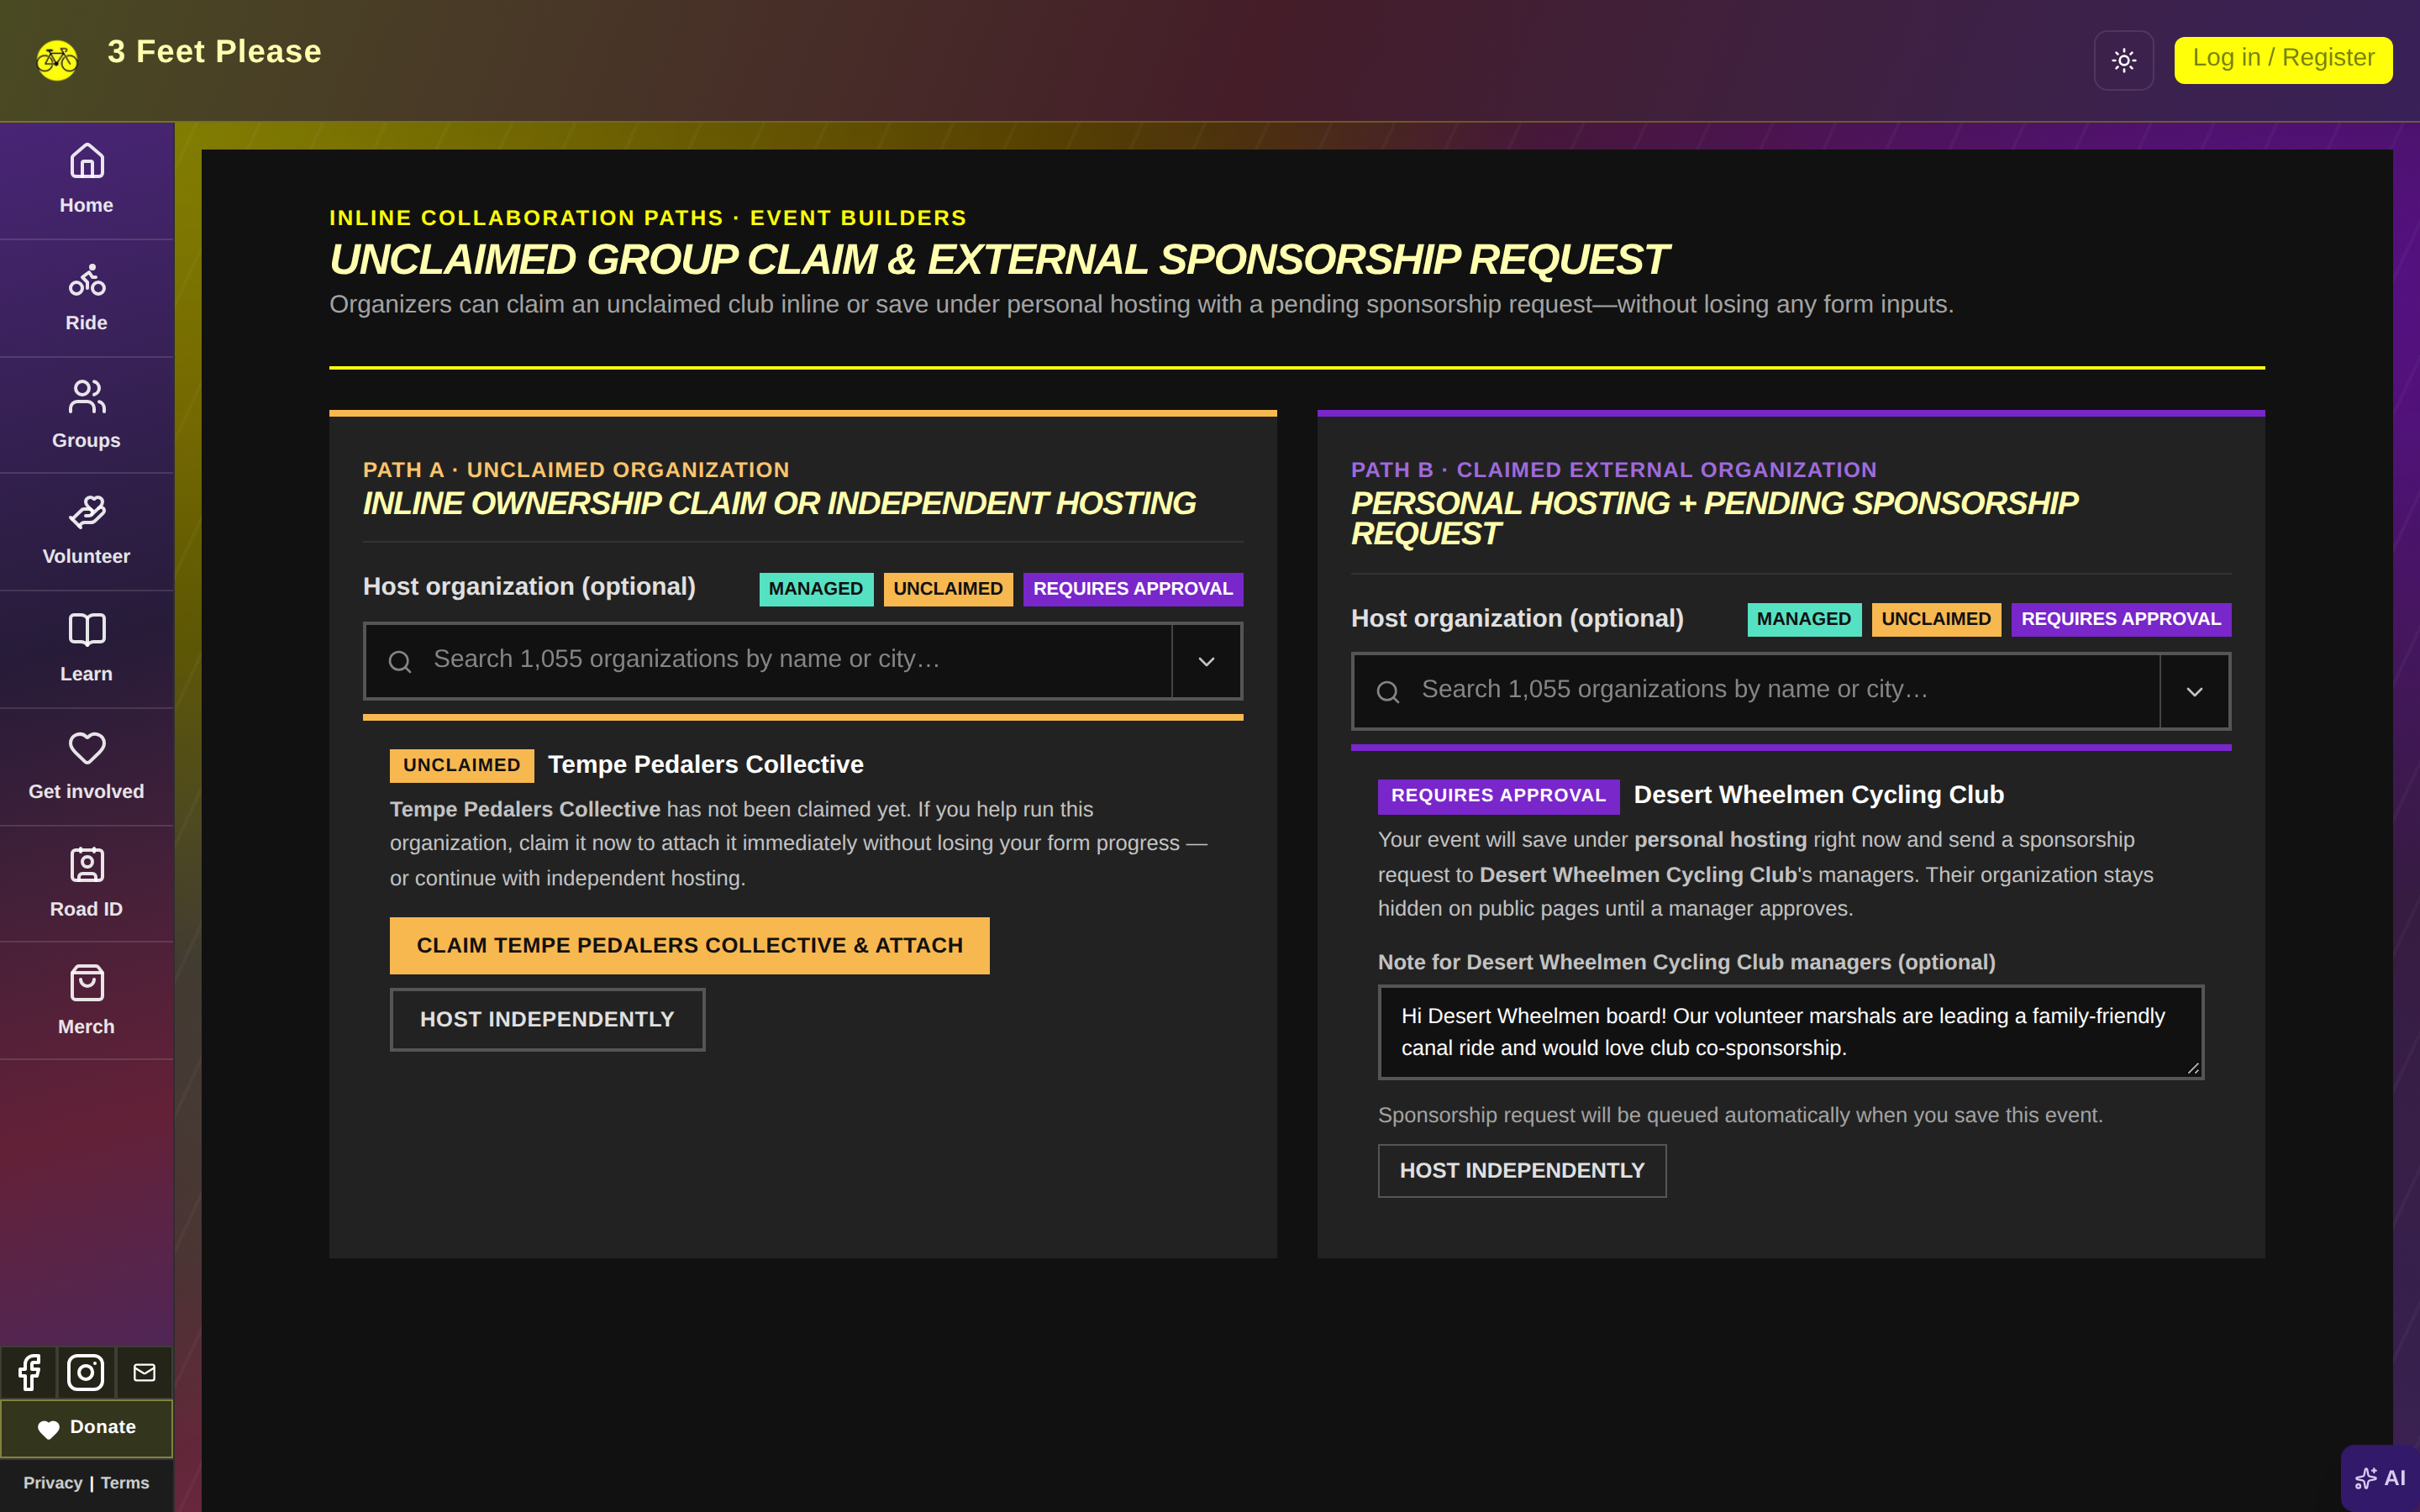 3 Feet Please
Log in / Register
Home
Ride
Groups
Volunteer
Learn
Get involved
Road ID
Merch
Donate
Privacy | Terms
INLINE COLLABORATION PATHS · EVENT BUILDERS
UNCLAIMED GROUP CLAIM & EXTERNAL SPONSORSHIP REQUEST
Organizers can claim an unclaimed club inline or save under personal hosting with a pending sponsorship request—without losing any form inputs.
PATH A · UNCLAIMED ORGANIZATION
INLINE OWNERSHIP CLAIM OR INDEPENDENT HOSTING
Host organization (optional)
MANAGED UNCLAIMED REQUIRES APPROVAL
Search 1,055 organizations by name or city…
UNCLAIMED Tempe Pedalers Collective
Tempe Pedalers Collective has not been claimed yet. If you help run this
organization, claim it now to attach it immediately without losing your form progress —
or continue with independent hosting.
CLAIM TEMPE PEDALERS COLLECTIVE & ATTACH
HOST INDEPENDENTLY
PATH B · CLAIMED EXTERNAL ORGANIZATION
PERSONAL HOSTING + PENDING SPONSORSHIP
REQUEST
Host organization (optional)
MANAGED UNCLAIMED REQUIRES APPROVAL
Search 1,055 organizations by name or city…
REQUIRES APPROVAL Desert Wheelmen Cycling Club
Your event will save under personal hosting right now and send a sponsorship
request to Desert Wheelmen Cycling Club's managers. Their organization stays
hidden on public pages until a manager approves.
Note for Desert Wheelmen Cycling Club managers (optional)
Hi Desert Wheelmen board! Our volunteer marshals are leading a family-friendly
canal ride and would love club co-sponsorship.
Sponsorship request will be queued automatically when you save this event.
HOST INDEPENDENTLY
AI